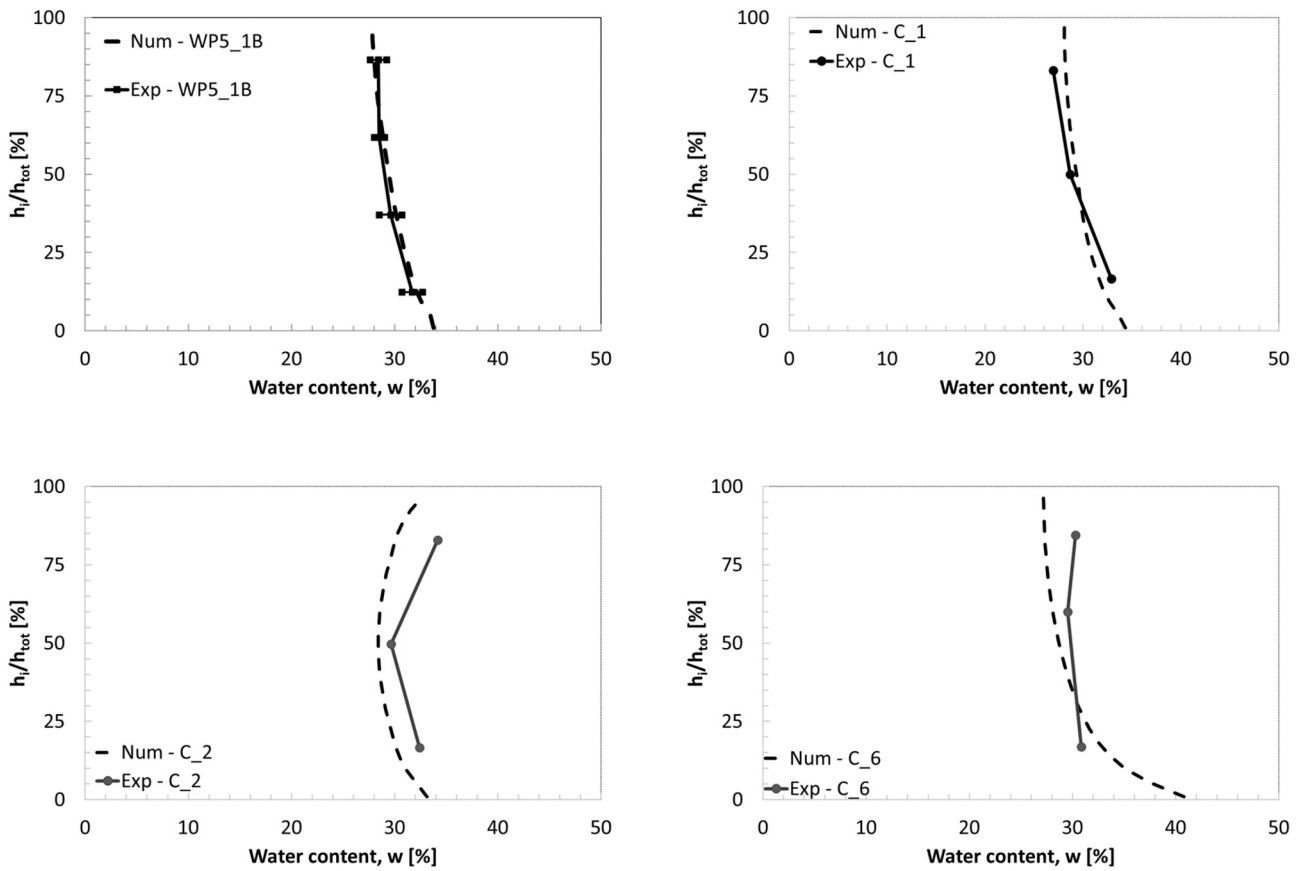 100
75
50
25
0
hᵢ/hₜₒₜ [%]
Num - WP5_1B
Exp - WP5_1B
0 10 20 30 40 50
Water content, w [%]
100
75
50
25
0
hᵢ/hₜₒₜ [%]
Num - C_1
Exp - C_1
0 10 20 30 40 50
Water content, w [%]
100
75
50
25
0
hᵢ/hₜₒₜ [%]
Num - C_2
Exp - C_2
0 10 20 30 40 50
Water content, w [%]
100
75
50
25
0
hᵢ/hₜₒₜ [%]
Num - C_6
Exp - C_6
0 10 20 30 40 50
Water content, w [%]